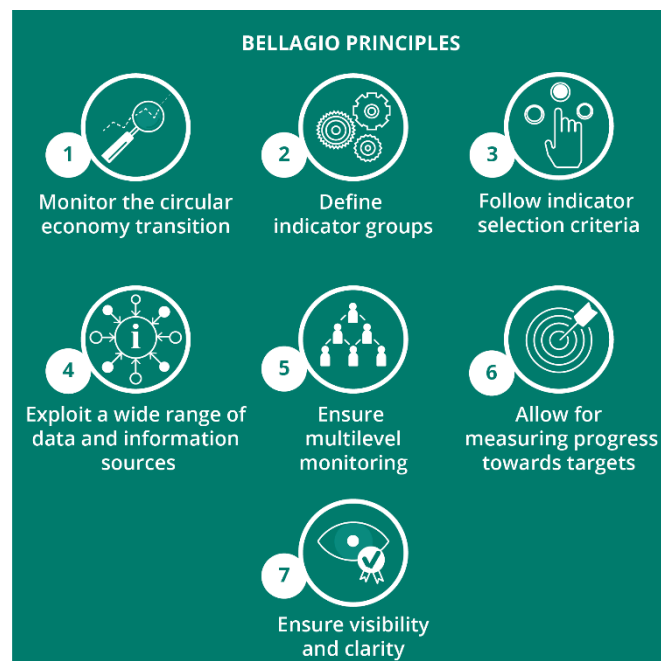 BELLAGIO PRINCIPLES
1
Monitor the circular
economy transition
2
Define
indicator groups
3
Follow indicator
selection criteria
i
4
Exploit a wide range of
data and information
sources
5
Ensure
multilevel
monitoring
6
Allow for
measuring progress
towards targets
7
Ensure visibility
and clarity